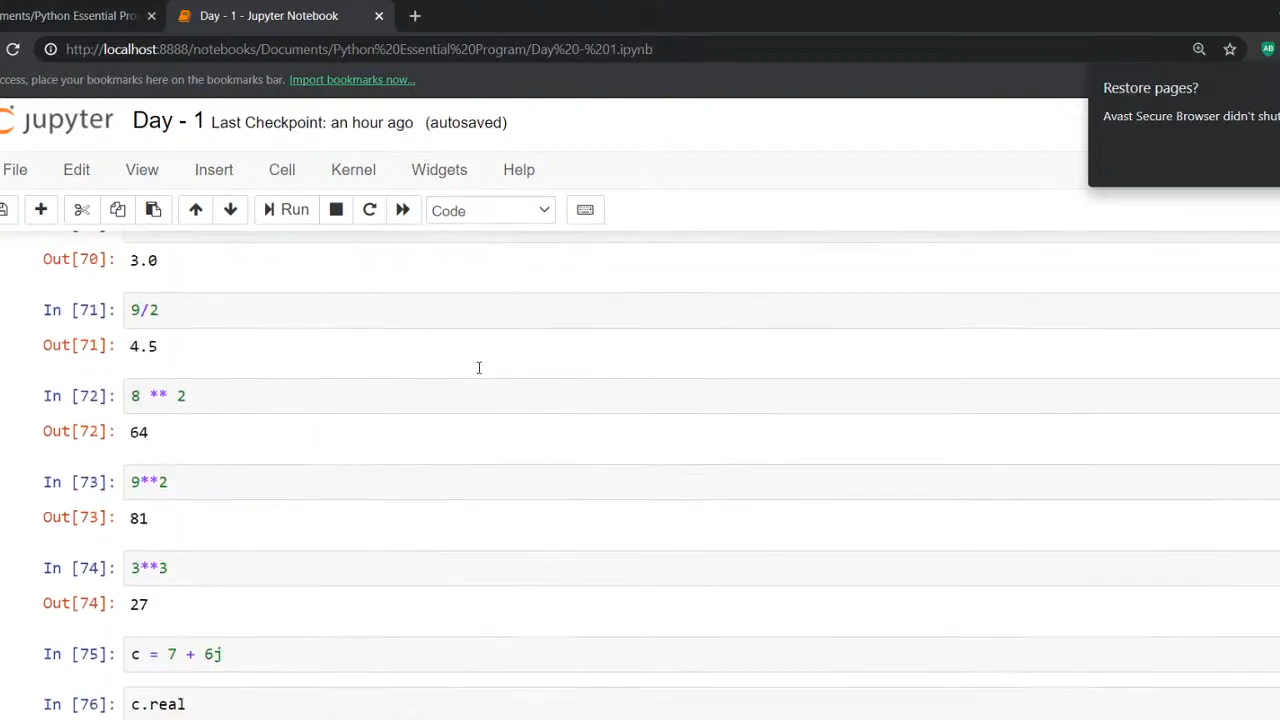 ments/Python Essential Pro
Day - 1 - Jupyter Notebook
http://localhost:8888/notebooks/Documents/Python%20Essential%20Program/Day%20-%201.ipynb
AB
ccess, place your bookmarks here on the bookmarks bar. Import bookmarks now...
Restore pages?
Avast Secure Browser didn't shut
jupyter Day - 1 Last Checkpoint: an hour ago (autosaved)
File Edit View Insert Cell Kernel Widgets Help
Run Code
Out[70]: 3.0
In [71]: 9/2
Out[71]: 4.5
In [72]: 8 ** 2
Out[72]: 64
In [73]: 9**2
Out[73]: 81
In [74]: 3**3
Out[74]: 27
In [75]: c = 7 + 6j
In [76]: c.real